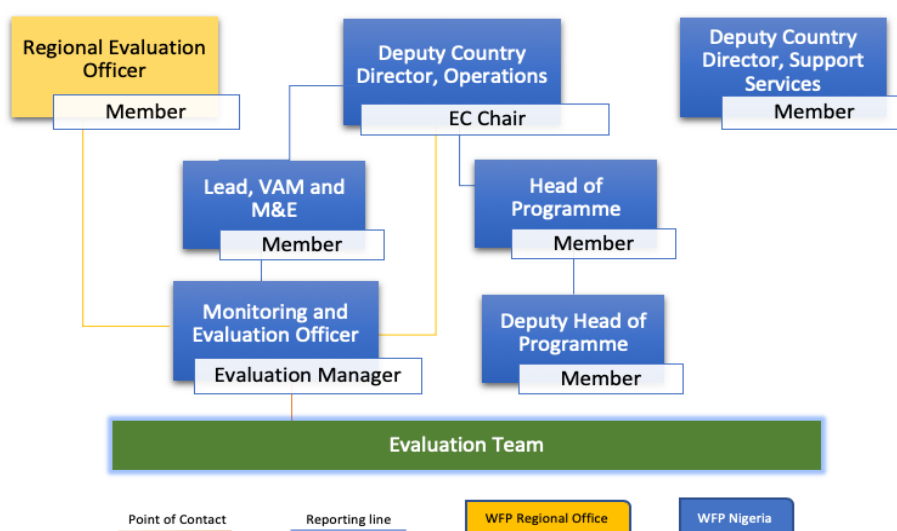 Regional Evaluation
Officer
Member
Deputy Country
Director, Operations
EC Chair
Deputy Country
Director, Support
Services
Member
Lead, VAM and
M&E
Member
Head of
Programme
Member
Monitoring and
Evaluation Officer
Evaluation Manager
Deputy Head of
Programme
Member
Evaluation Team
Point of Contact
Reporting line
WFP Regional Office
WFP Nigeria